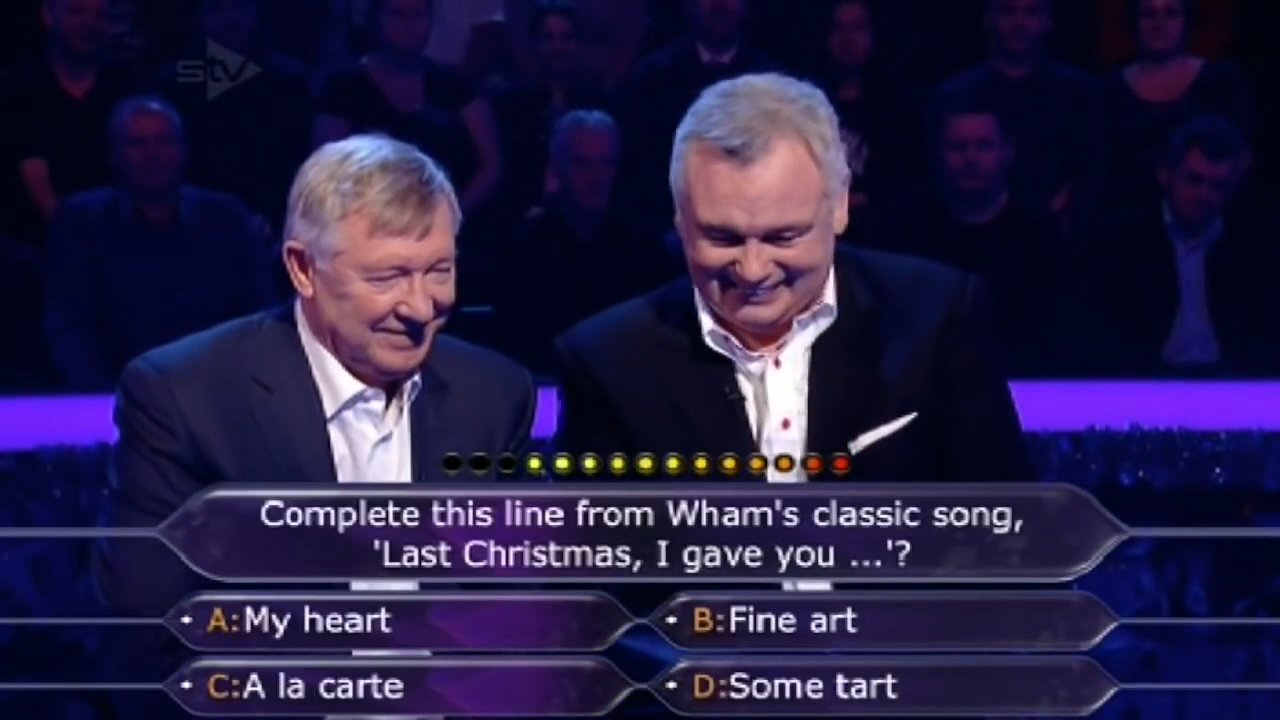 stv
Complete this line from Wham's classic song,
'Last Christmas, I gave you ...'?
A:My heart
B:Fine art
C:A la carte
D:Some tart